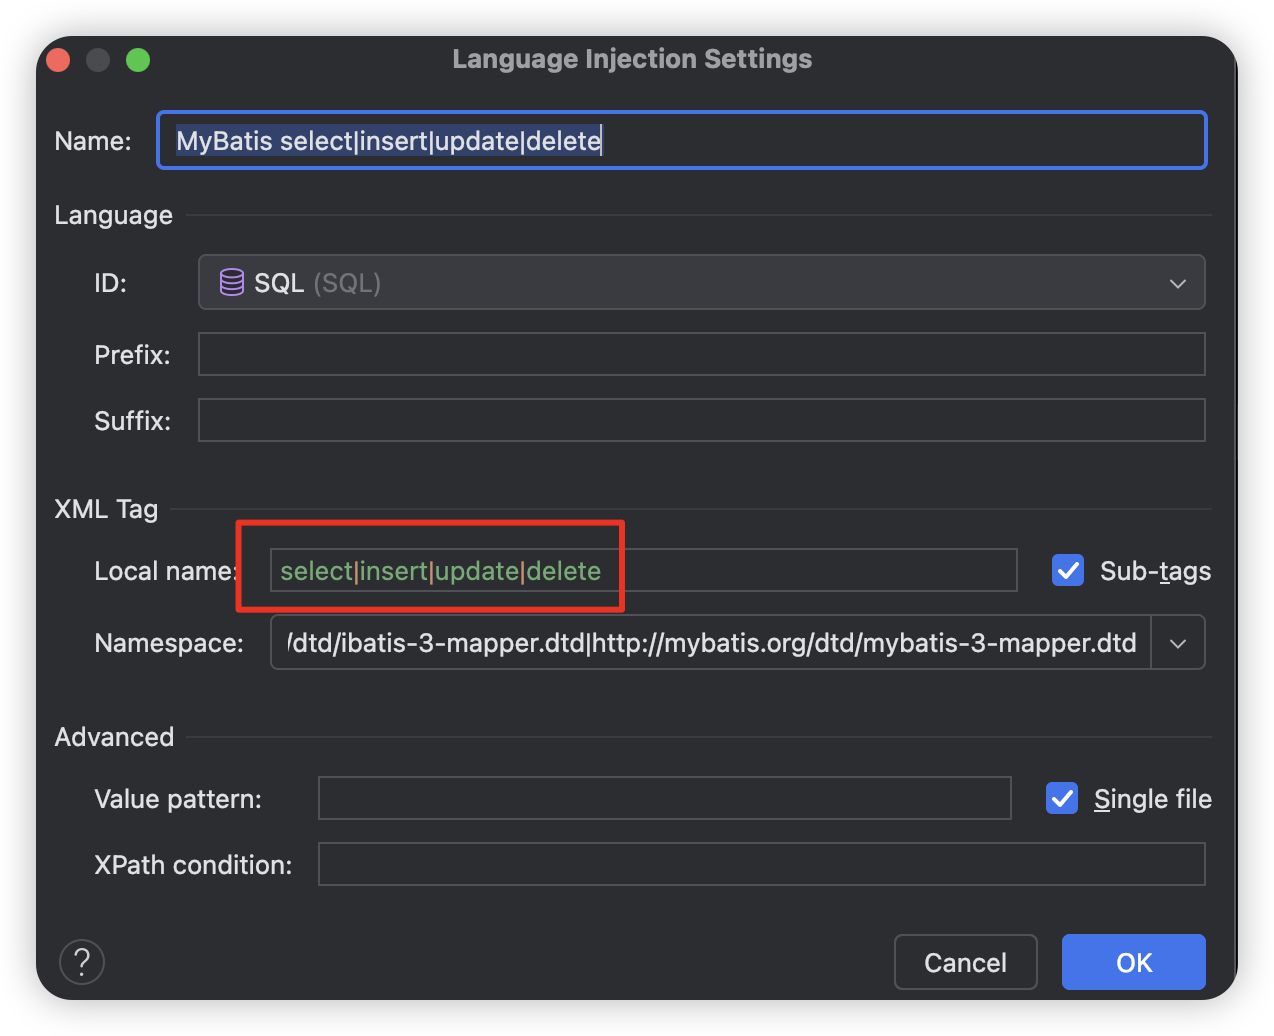 Language Injection Settings
Name: MyBatis select|insert|update|delete
Language
ID: SQL (SQL)
Prefix:
Suffix:
XML Tag
Local name: select|insert|update|delete Sub-tags
Namespace: /dtd/ibatis-3-mapper.dtd|http://mybatis.org/dtd/mybatis-3-mapper.dtd
Advanced
Value pattern: Single file
XPath condition:
? Cancel OK